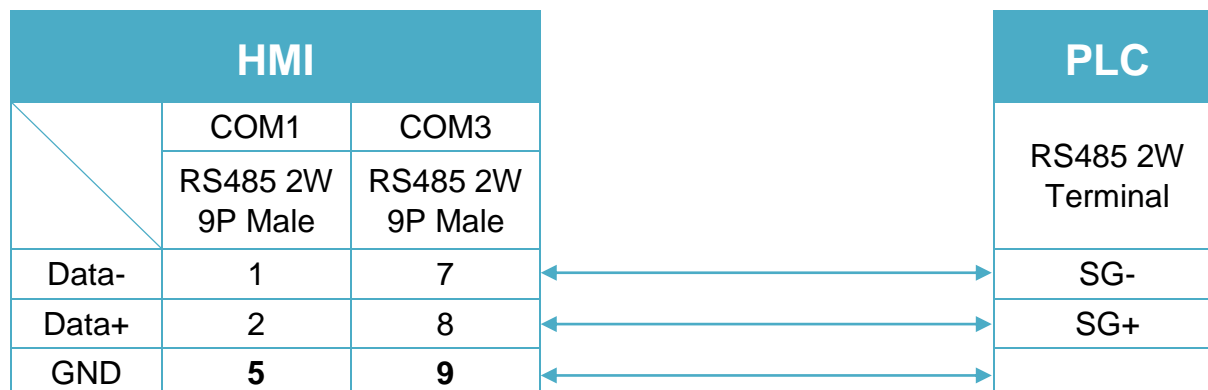 HMI PLC
COM1 COM3
RS485 2W
9P Male
RS485 2W
9P Male
RS485 2W
Terminal
Data- 1 7 SG-
Data+ 2 8 SG+
GND 5 9